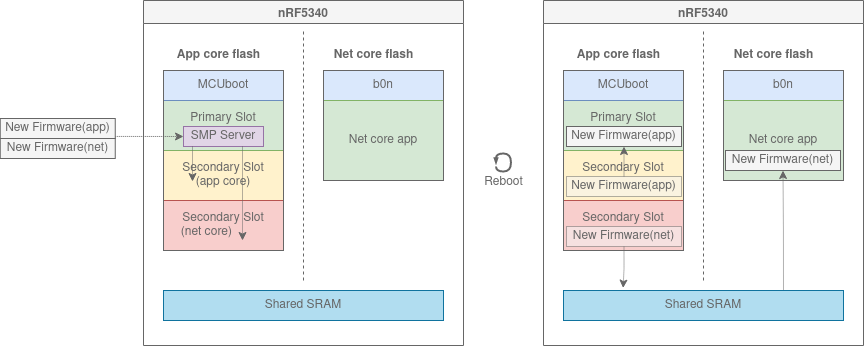 nRF5340
App core flash
Net core flash
MCUboot
b0n
Primary Slot
SMP Server
New Firmware(app)
New Firmware(net)
Net core app
Secondary Slot
(app core)
Secondary Slot
(net core)
Shared SRAM
Reboot
nRF5340
App core flash
Net core flash
MCUboot
b0n
Primary Slot
New Firmware(app)
Net core app
New Firmware(net)
Secondary Slot
New Firmware(app)
Secondary Slot
New Firmware(net)
Shared SRAM